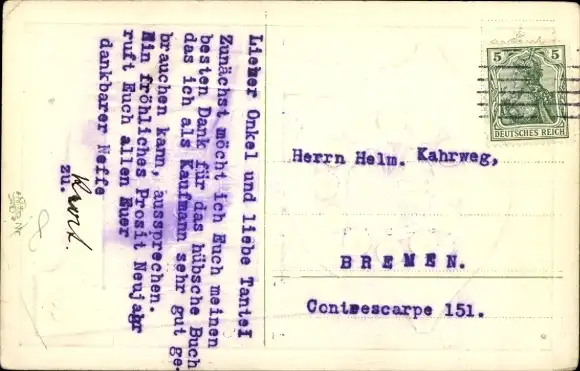 Lieber Onkel und liebe Tante!
Zunächst möcht ich Euch meinen
besten Dank für das hübsche Buch
das ich als Kaufmann sehr gut ge-
brauchen kann, aussprechen.
Ein fröhliches Prosit Neujahr
ruft Euch allen Euer
dankbarer Neffe
zu.
5 5
DEUTSCHES REICH
Herrn Helm. Kahrweg,
BREMEN.
Contrescarpe 151.